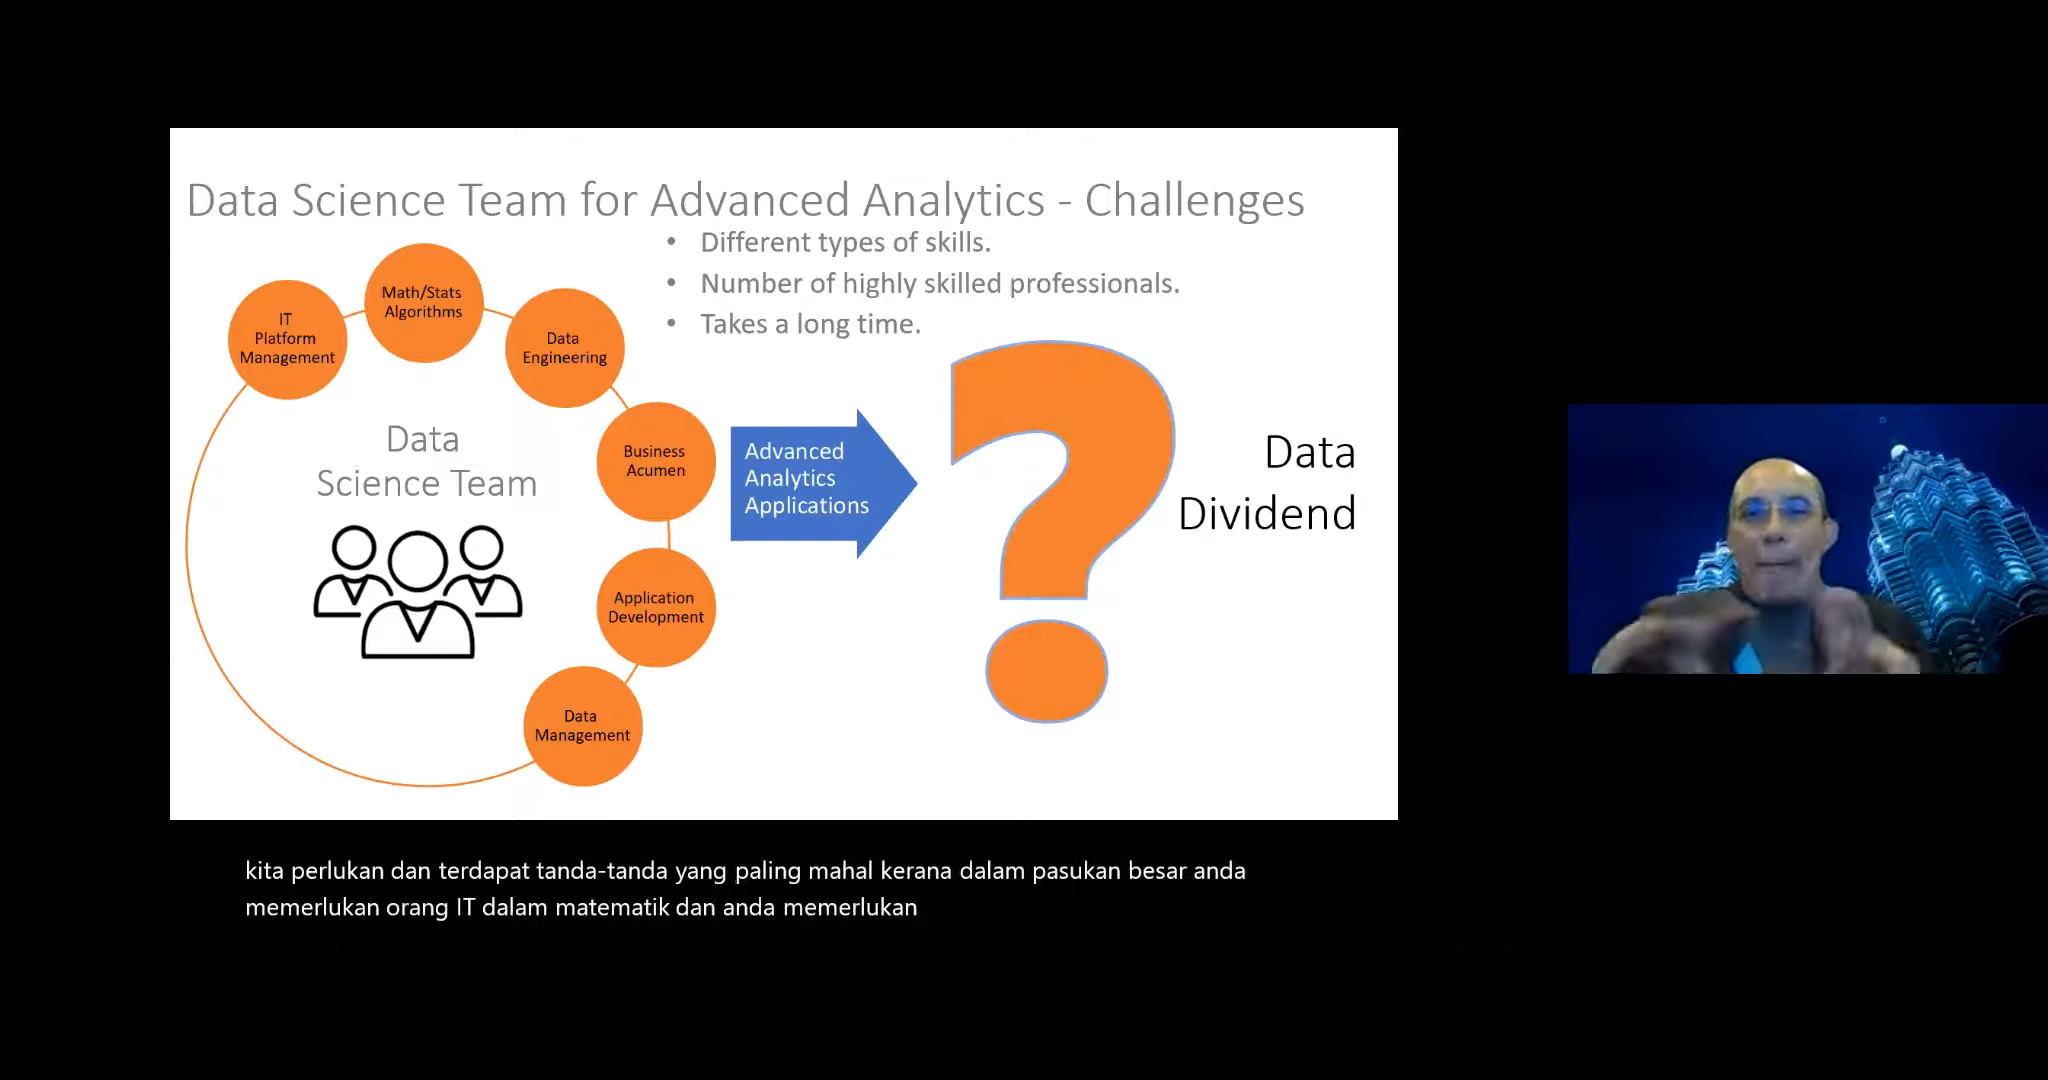 Data Science Team for Advanced Analytics - Challenges
• Different types of skills.
• Number of highly skilled professionals.
• Takes a long time.
IT
Platform
Management
Math/Stats
Algorithms
Data
Engineering
Business
Acumen
Application
Development
Data
Management
Data
Science Team
Advanced
Analytics
Applications
?
Data
Dividend
kita perlukan dan terdapat tanda-tanda yang paling mahal kerana dalam pasukan besar anda
memerlukan orang IT dalam matematik dan anda memerlukan